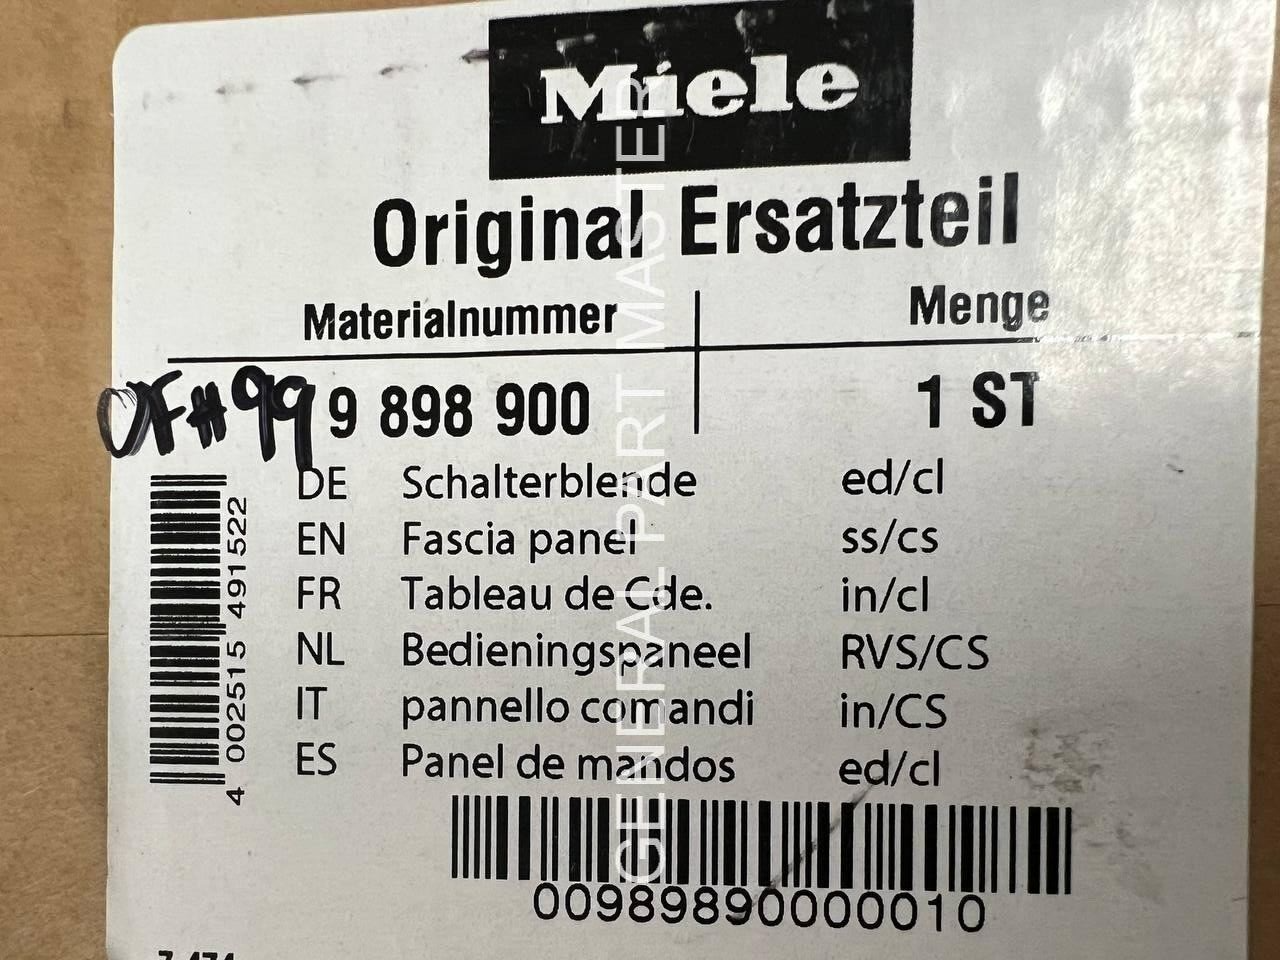 Miele
Original Ersatzteil
Materialnummer Menge
OF#99 9 898 900 1 ST
DE Schalterblende ed/cl
EN Fascia panel ss/cs
FR Tableau de Cde. in/cl
NL Bedieningspaneel RVS/CS
IT pannello comandi in/CS
ES Panel de mandos ed/cl
4 002515 491522
00989890000010
GENERAL PART MASTER